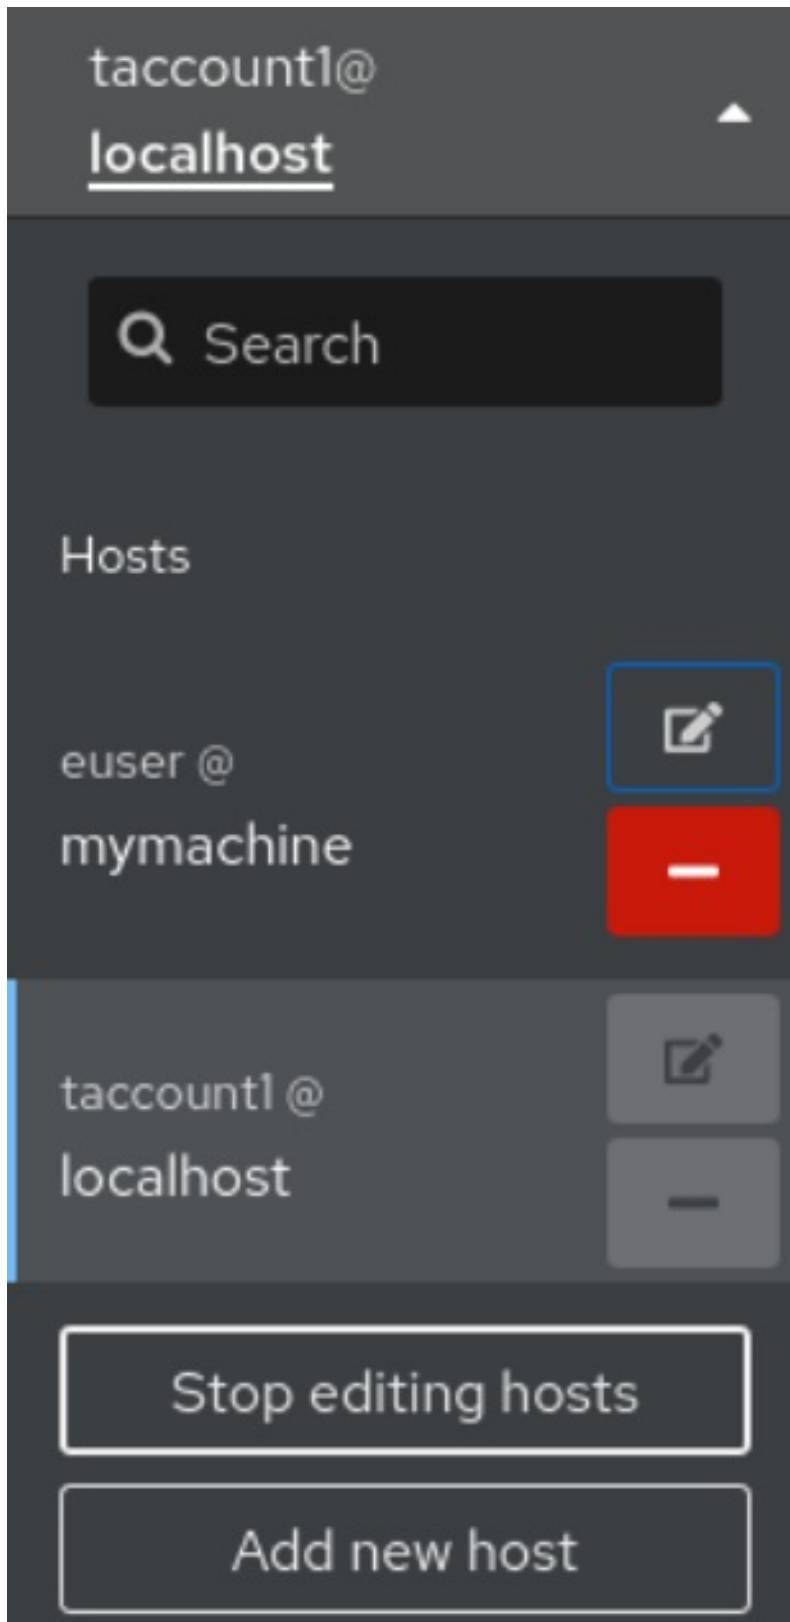 taccount1@
localhost
Search
Hosts
euser @
mymachine
taccount1 @
localhost
Stop editing hosts
Add new host